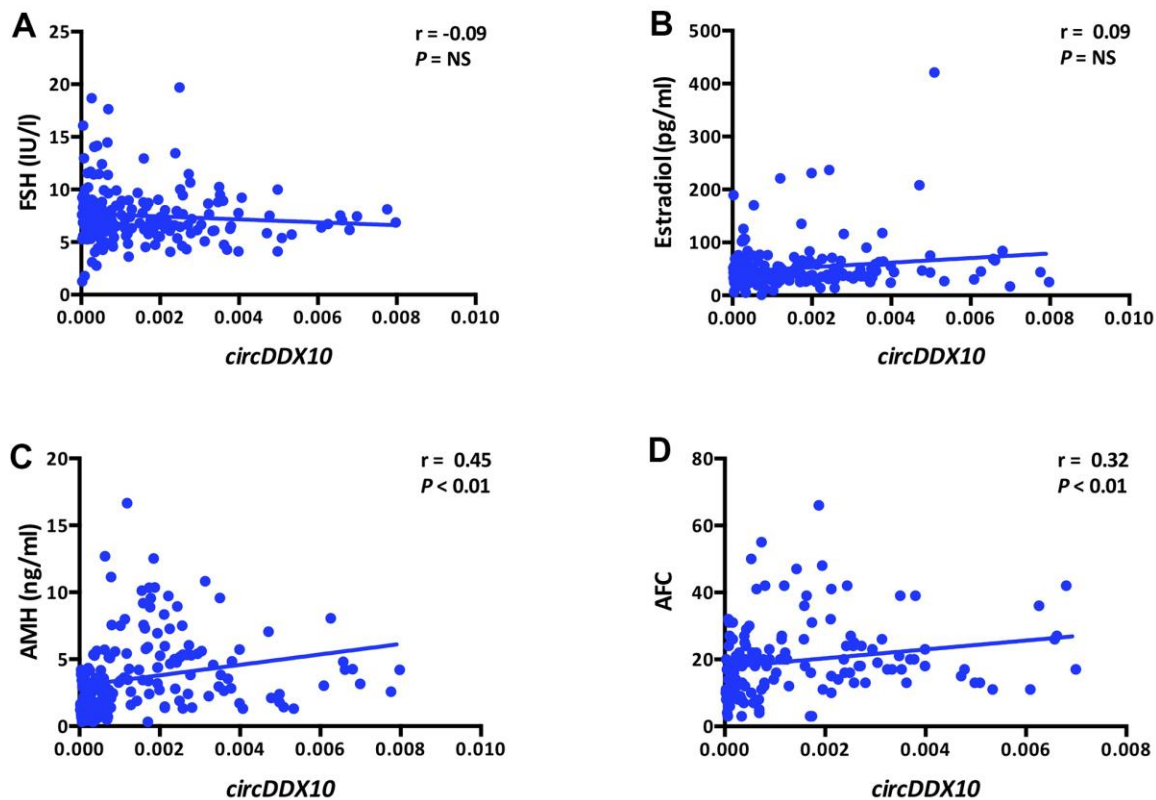 A
r = -0.09
P = NS
FSH (IU/l)
25
20
15
10
5
0
0.000 0.002 0.004 0.006 0.008 0.010
circDDX10
B
r = 0.09
P = NS
Estradiol (pg/ml)
500
400
300
200
100
0
0.000 0.002 0.004 0.006 0.008 0.010
circDDX10
C
r = 0.45
P < 0.01
AMH (ng/ml)
20
15
10
5
0
0.000 0.002 0.004 0.006 0.008 0.010
circDDX10
D
r = 0.32
P < 0.01
AFC
80
60
40
20
0
0.000 0.002 0.004 0.006 0.008
circDDX10